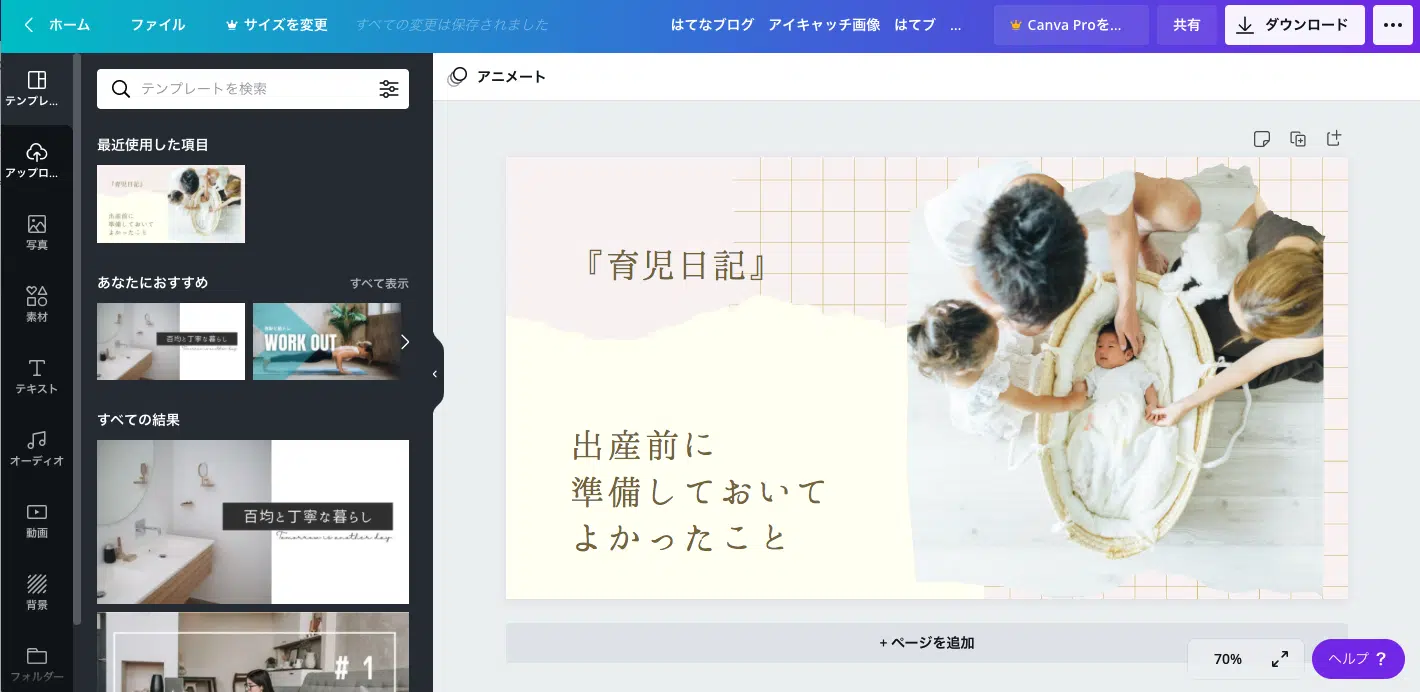 ホーム
ファイル
サイズを変更
すべての変更は保存されました
はてなブログ アイキャッチ画像 はてブ ...
Canva Proを...
共有
ダウンロード
テンプレ...
アップロ...
写真
素材
テキスト
オーディオ
動画
背景
フォルダー
テンプレートを検索
最近使用した項目
『育児日記』
出産前に
準備しておいて
よかったこと
あなたにおすすめ
すべて表示
百均と丁寧な暮らし
WORK OUT
すべての結果
百均と丁寧な暮らし
Tomorrow is another day
# 1
アニメート
『育児日記』
出産前に
準備しておいて
よかったこと
+ ページを追加
70%
ヘルプ ?